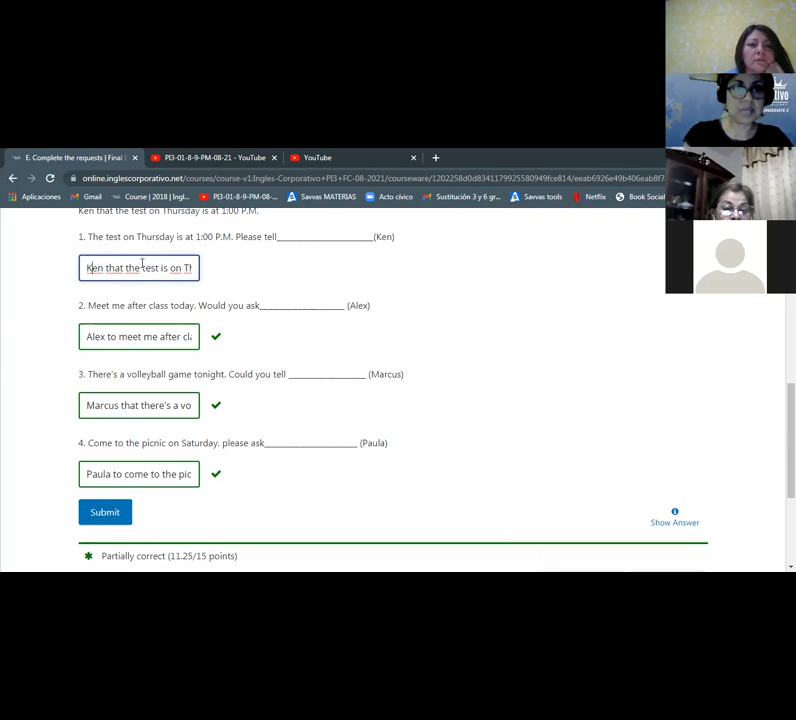 E. Complete the requests | Final
PI3-01-8-9-PM-08-21 - YouTube
YouTube
online.inglescorporativo.net/courses/course-v1:Ingles-Corporativo+PI3+FC-08-2021/courseware/1202258d0d8341179925580949fce814/eeab6926e49b406eab8f7
Aplicaciones
Gmail
Course | 2018 | Ingl...
PI3-01-8-9-PM-08-...
Savvas MATERIAS
Acto cívico
Sustitución 3 y 6 gr...
Savvas tools
Netflix
Book Social
Ken that the test on Thursday is at 1:00 P.M.
1. The test on Thursday is at 1:00 P.M. Please tell____________________(Ken)
Ken that the test is on Th
2. Meet me after class today. Would you ask__________________ (Alex)
Alex to meet me after cla
3. There's a volleyball game tonight. Could you tell ________________ (Marcus)
Marcus that there's a vo
4. Come to the picnic on Saturday. please ask____________________ (Paula)
Paula to come to the pic
Submit
Show Answer
Partially correct (11.25/15 points)